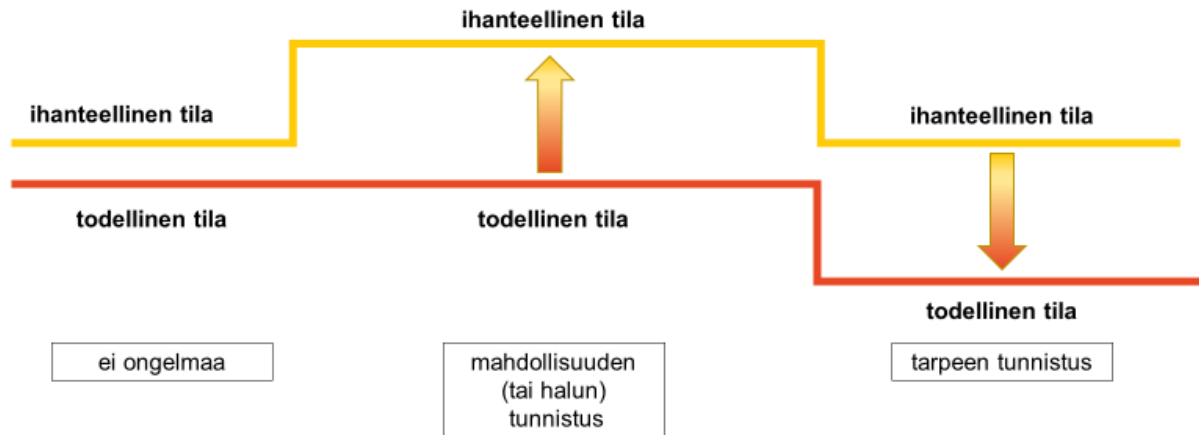 ihanteellinen tila
ihanteellinen tila
ihanteellinen tila
todellinen tila
todellinen tila
todellinen tila
ei ongelmaa
mahdollisuuden
(tai halun)
tunnistus
tarpeen tunnistus